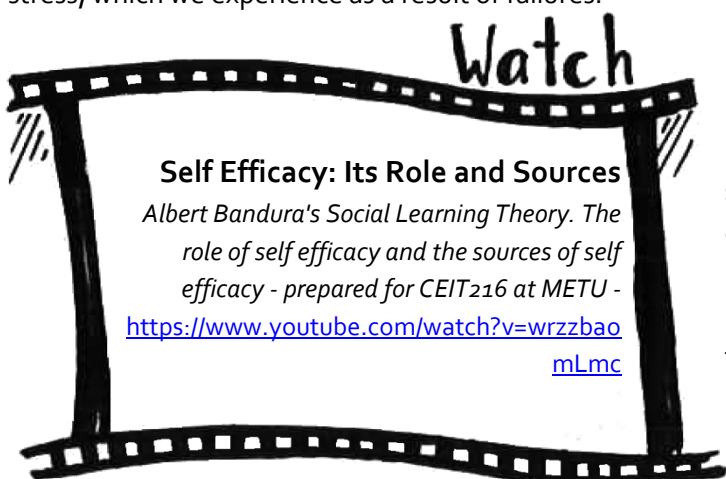 stress, which we experience as a result of failures.
Watch
Self Efficacy: Its Role and Sources
Albert Bandura's Social Learning Theory. The
role of self efficacy and the sources of self
efficacy - prepared for CEIT216 at METU -
https://www.youtube.com/watch?v=wrzzbao
mLmc